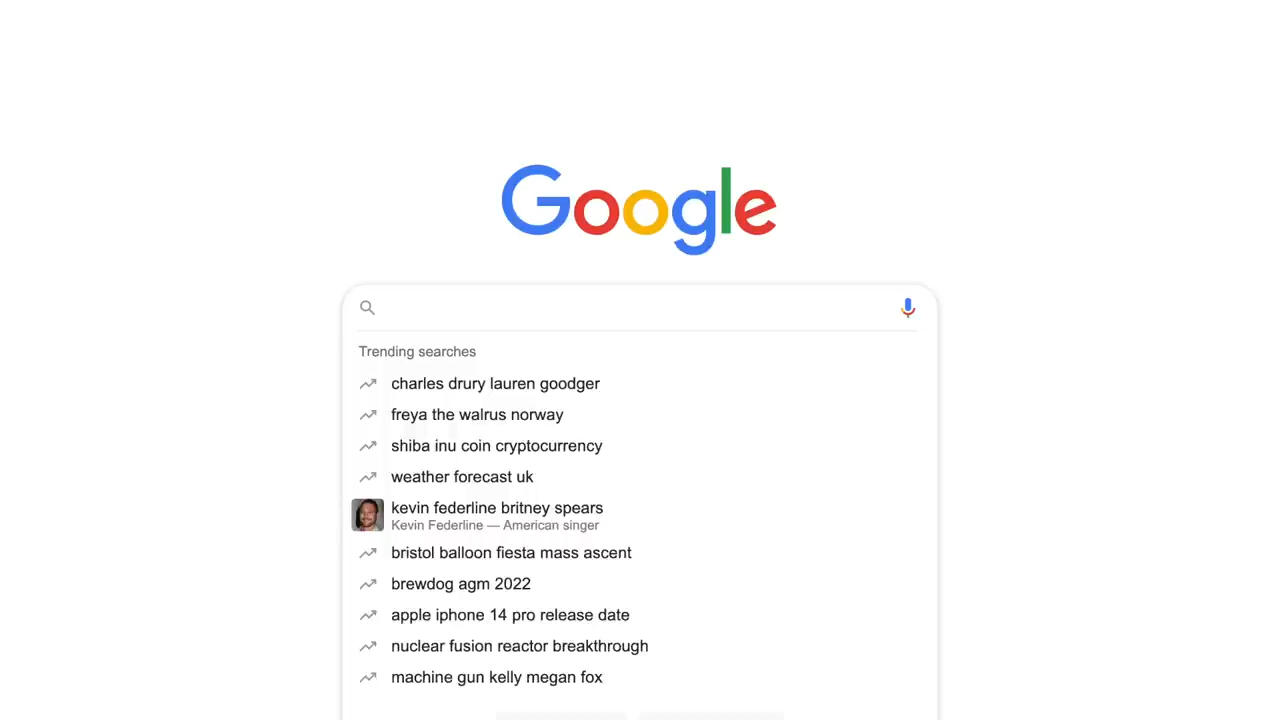 Google
Trending searches
charles drury lauren goodger
freya the walrus norway
shiba inu coin cryptocurrency
weather forecast uk
kevin federline britney spears
Kevin Federline — American singer
bristol balloon fiesta mass ascent
brewdog agm 2022
apple iphone 14 pro release date
nuclear fusion reactor breakthrough
machine gun kelly megan fox